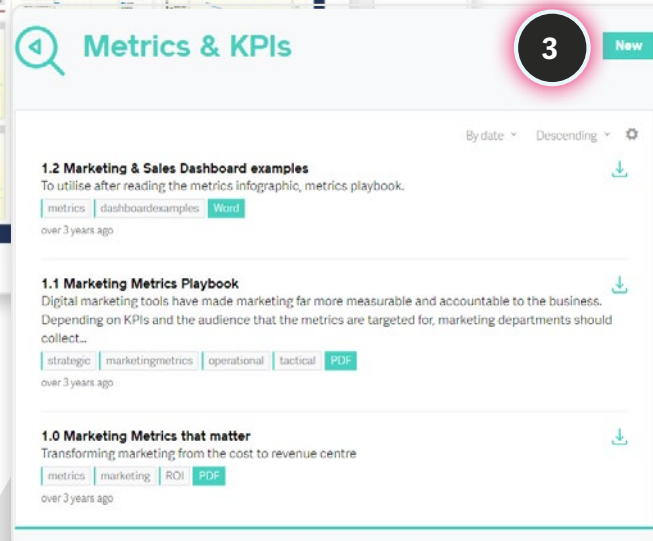 Metrics & KPIs
3
New
By date
Descending
1.2 Marketing & Sales Dashboard examples
To utilise after reading the metrics infographic, metrics playbook.
metrics dashboardexamples Word
over 3 years ago
1.1 Marketing Metrics Playbook
Digital marketing tools have made marketing far more measurable and accountable to the business.
Depending on KPIs and the audience that the metrics are targeted for, marketing departments should
collect...
strategic marketingmetrics operational tactical PDF
over 3 years ago
1.0 Marketing Metrics that matter
Transforming marketing from the cost to revenue centre
metrics marketing ROI PDF
over 3 years ago